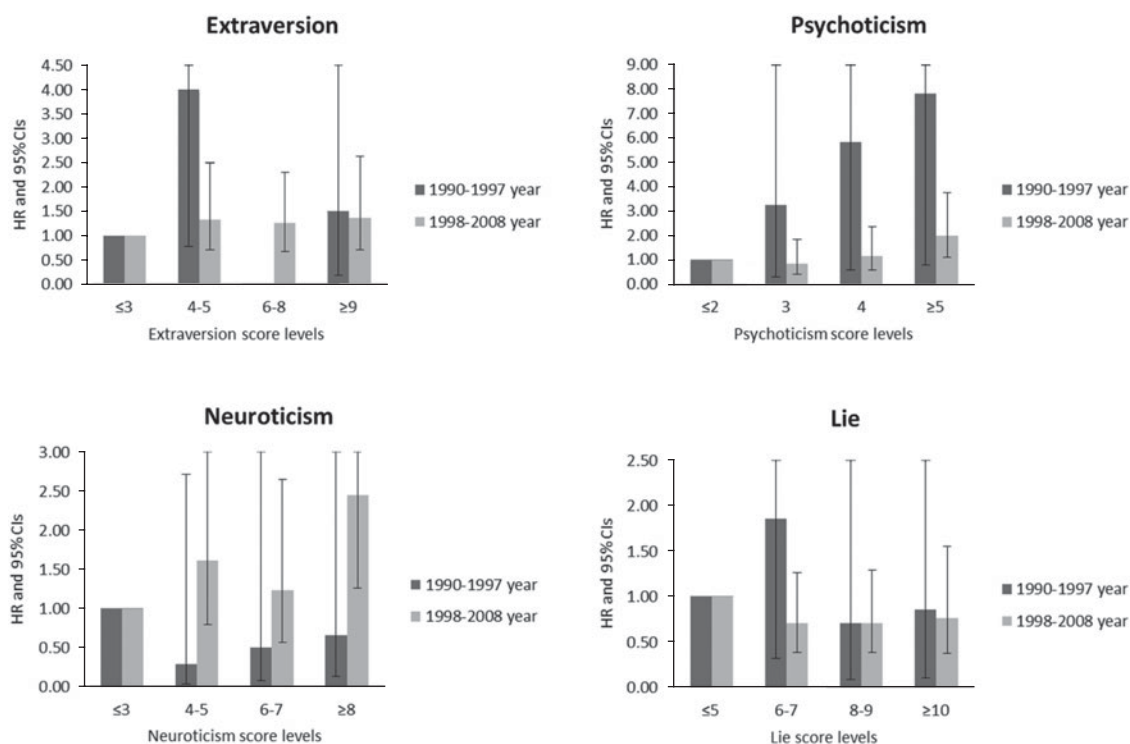 Extraversion
HR and 95%CIs
4.50
4.00
3.50
3.00
2.50
2.00
1.50
1.00
0.50
0.00
≤3 4-5 6-8 ≥9
Extraversion score levels
1990-1997 year
1998-2008 year
Psychoticism
HR and 95%CIs
9.00
8.00
7.00
6.00
5.00
4.00
3.00
2.00
1.00
0.00
≤2 3 4 ≥5
Psychoticism score levels
1990-1997 year
1998-2008 year
Neuroticism
HR and 95%CIs
3.00
2.50
2.00
1.50
1.00
0.50
0.00
≤3 4-5 6-7 ≥8
Neuroticism score levels
1990-1997 year
1998-2008 year
Lie
HR and 95%CIs
2.50
2.00
1.50
1.00
0.50
0.00
≤5 6-7 8-9 ≥10
Lie score levels
1990-1997 year
1998-2008 year